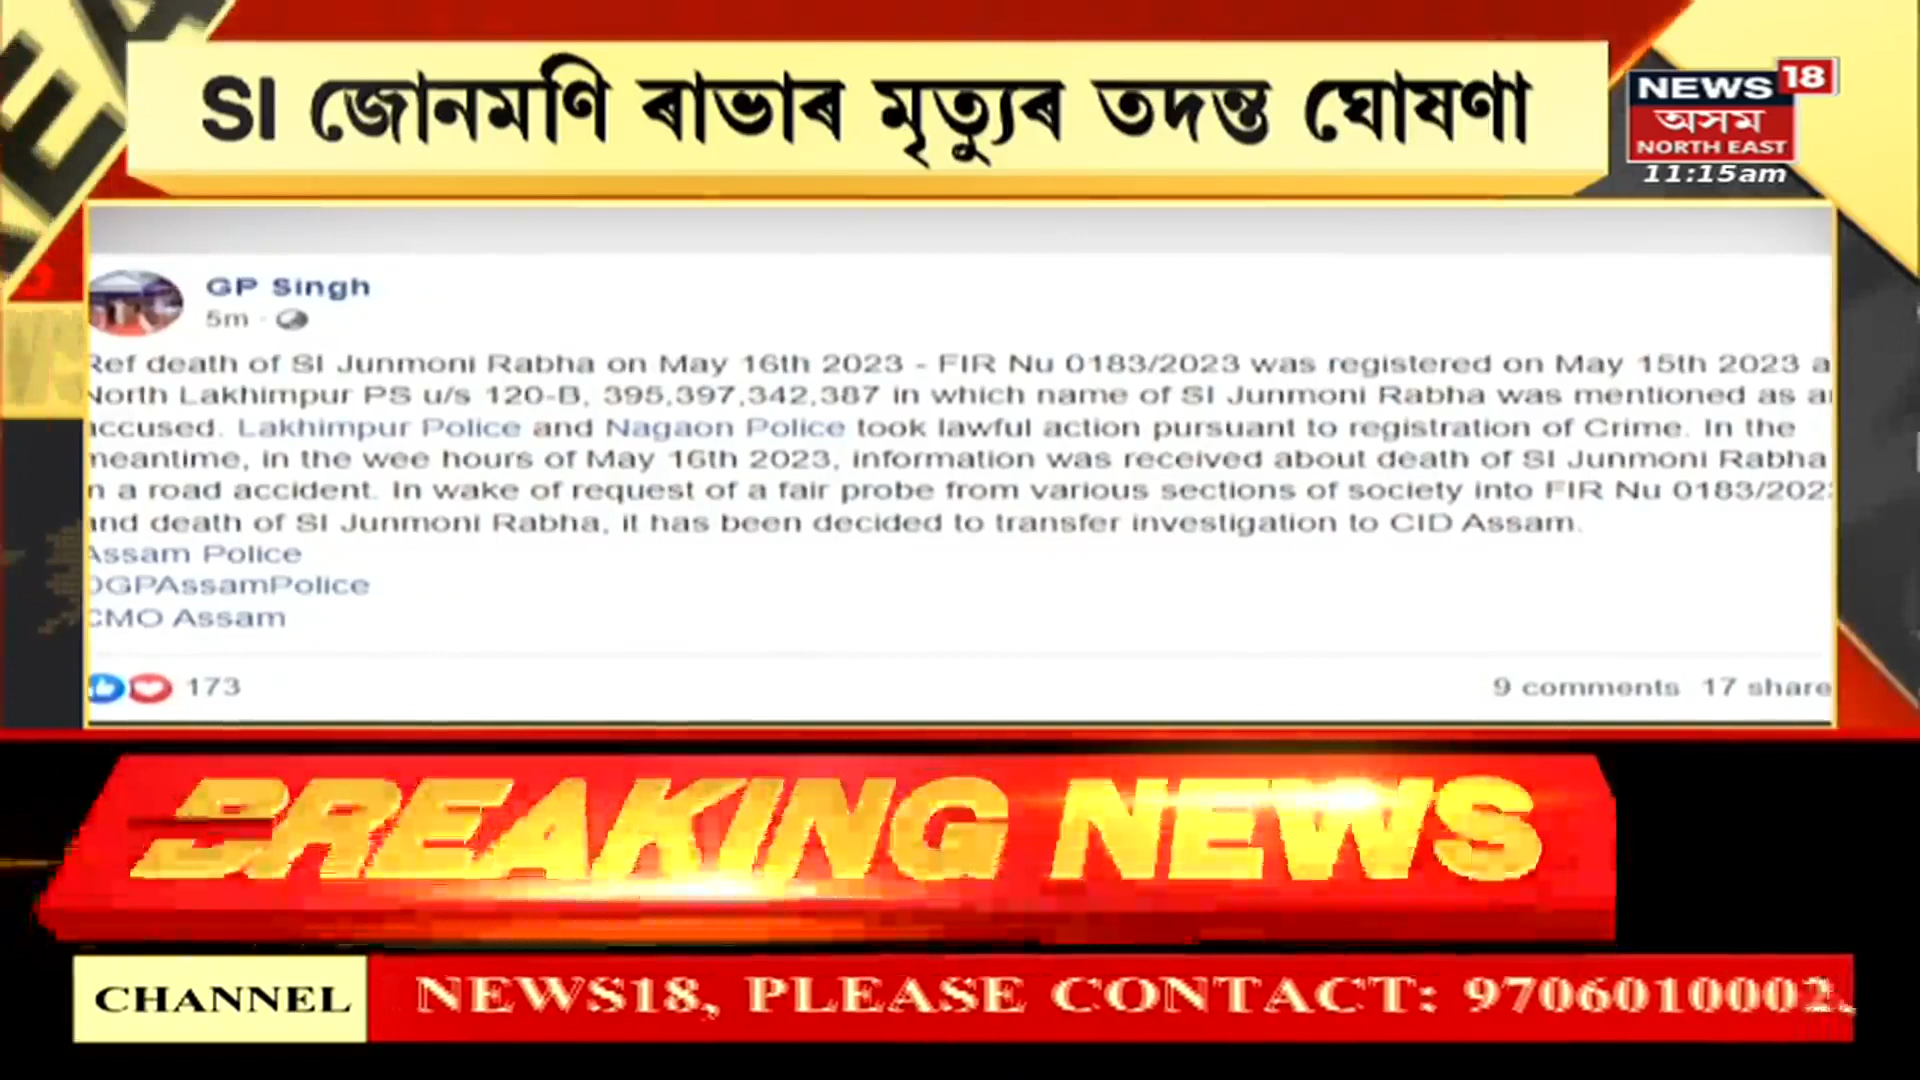 SI জোনমণি ৰাভাৰ মৃত্যুৰ তদন্ত ঘোষণা
NEWS 18
অসম
NORTH EAST
11:15am
GP Singh
5m
Ref death of SI Junmoni Rabha on May 16th 2023 - FIR Nu 0183/2023 was registered on May 15th 2023 a
North Lakhimpur PS u/s 120-B, 395,397,342,387 in which name of SI Junmoni Rabha was mentioned as a
accused. Lakhimpur Police and Nagaon Police took lawful action pursuant to registration of Crime. In the
meantime, in the wee hours of May 16th 2023, information was received about death of SI Junmoni Rabha
n a road accident. In wake of request of a fair probe from various sections of society into FIR Nu 0183/202
and death of SI Junmoni Rabha, it has been decided to transfer investigation to CID Assam.
Assam Police
DGPAssamPolice
CMO Assam
173
9 comments 17 share
BREAKING NEWS
CHANNEL NEWS18, PLEASE CONTACT: 970601000